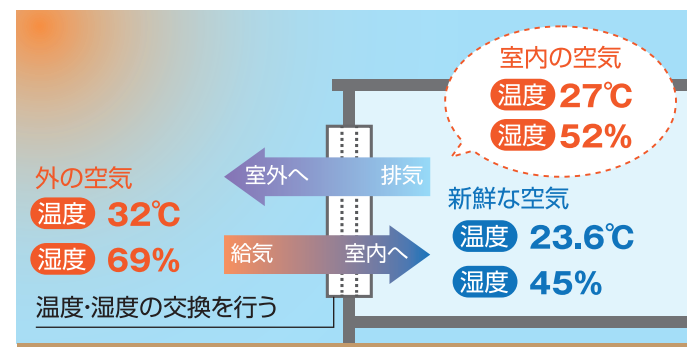 室内の空気
温度 27℃
湿度 52%
外の空気
温度 32℃
湿度 69%
室外へ 排気
給気 室内へ
新鮮な空気
温度 23.6℃
湿度 45%
温度・湿度の交換を行う